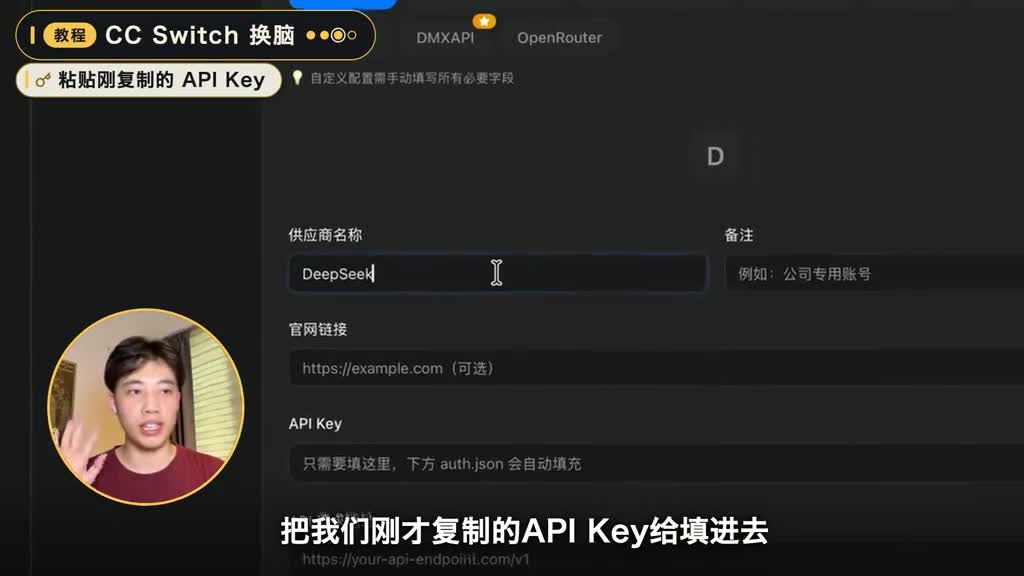 教程 CC Switch 换脑
粘贴刚复制的 API Key
DMXAPI OpenRouter
自定义配置需手动填写所有必要字段
D
供应商名称 备注
DeepSeek 例如：公司专用账号
官网链接
https://example.com（可选）
API Key
只需要填这里，下方 auth.json 会自动填充
把我们刚才复制的API Key给填进去
https://your-api-endpoint.com/v1